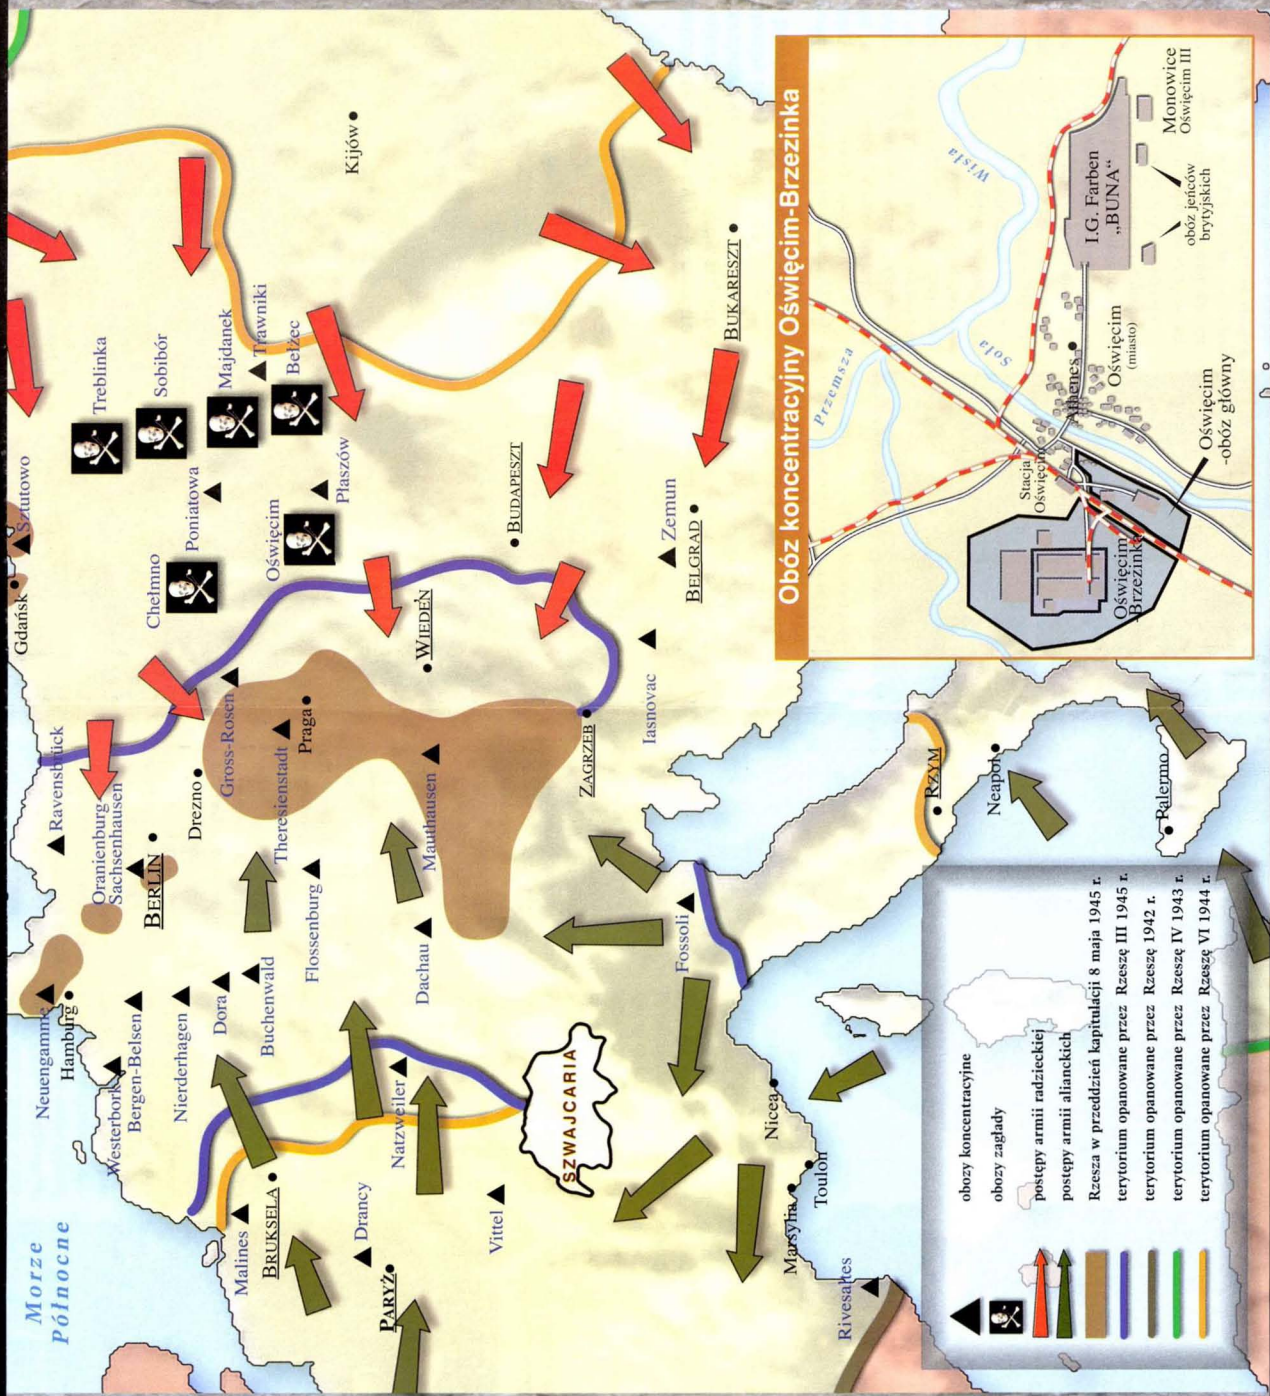 Morze
Północne
Neuengamme
Hamburg
Westerbork
Bergen-Belsen
Nierderhagen
Dora
Buchenwald
Malines
BRUKSELA
Drancy
PARYŻ
Natzweiler
Vittel
SZWAJCARIA
Ravensbrück
Oranienburg
Sachsenhausen
BERLIN
Drezno
Gross-Rosen
Theresienstadt
Praga
Flossenburg
Dachau
Mauthausen
WIEDEŃ
Gdańsk
Sztutowo
Chełmno
Poniatowa
Treblinka
Sobibór
Majdanek
Trawniki
Bełżec
Oświęcim
Płaszów
Kijów
BUDAPESZT
ZAGRZEB
Iasnovac
Zemun
BELGRAD
BUKARESZT
Fossoli
Nicea
Marsylia
Toulon
Rivesaltes
RZYM
Neapol
Palermo
obozy koncentracyjne
obozy zagłady
postępy armii radzieckiej
postępy armii alianckich
Rzesza w przeddzień kapitulacji 8 maja 1945 r.
terytorium opanowane przez Rzeszę III 1945 r.
terytorium opanowane przez Rzeszę 1942 r.
terytorium opanowane przez Rzeszę IV 1943 r.
terytorium opanowane przez Rzeszę VI 1944 r.
Obóz koncentracyjny Oświęcim-Brzezinka
Przemsza
Wisła
Soła
Stacja
Oświęcim
Athenes
Oświęcim
(miasto)
Oświęcim
-Brzezinka
Oświęcim
-obóz główny
I.G. Farben
„BUNA“
obóz jeńców
brytyjskich
Monowice
Oświęcim III